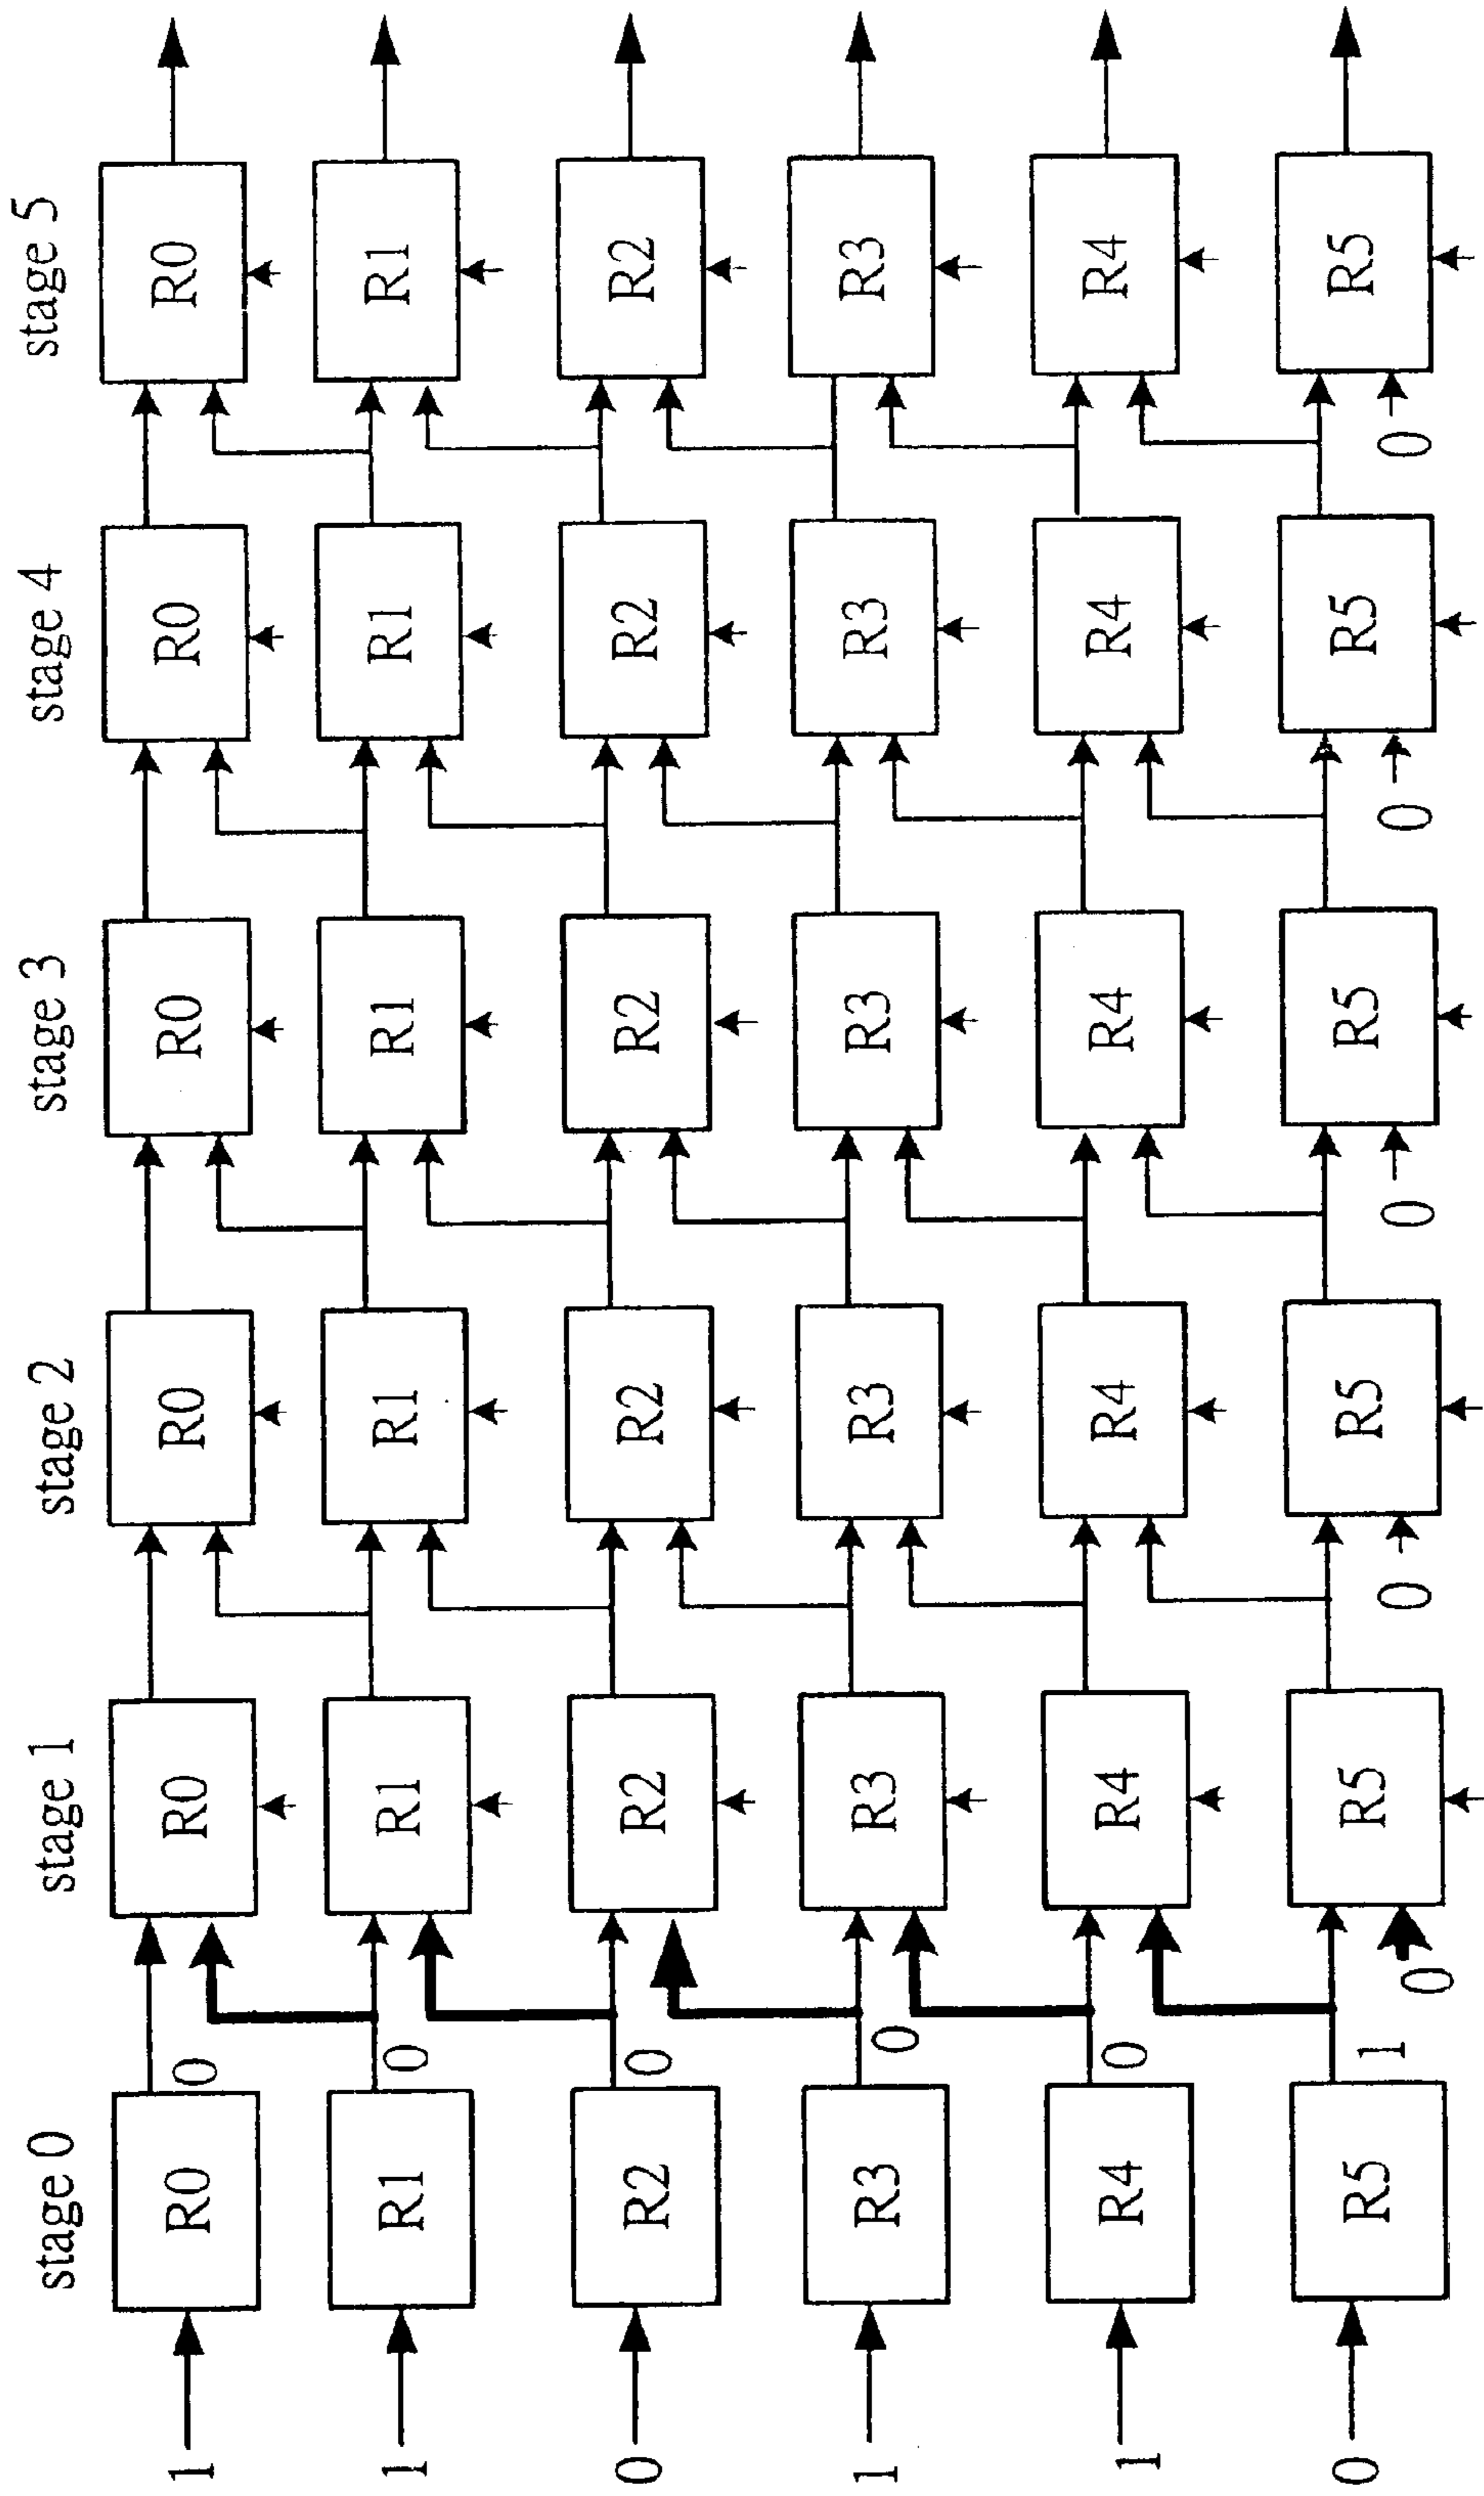 stage 0 stage 1 stage 2 stage 3 stage 4 stage 5
1 R0 0 R0 R0 R0 R0 R0
1 R1 0 R1 R1 R1 R1 R1
0 R2 0 R2 R2 R2 R2 R2
1 R3 0 R3 R3 R3 R3 R3
1 R4 0 R4 R4 R4 R4 R4
0 R5 1 R5 R5 R5 R5 R5
0 0 0 0 0